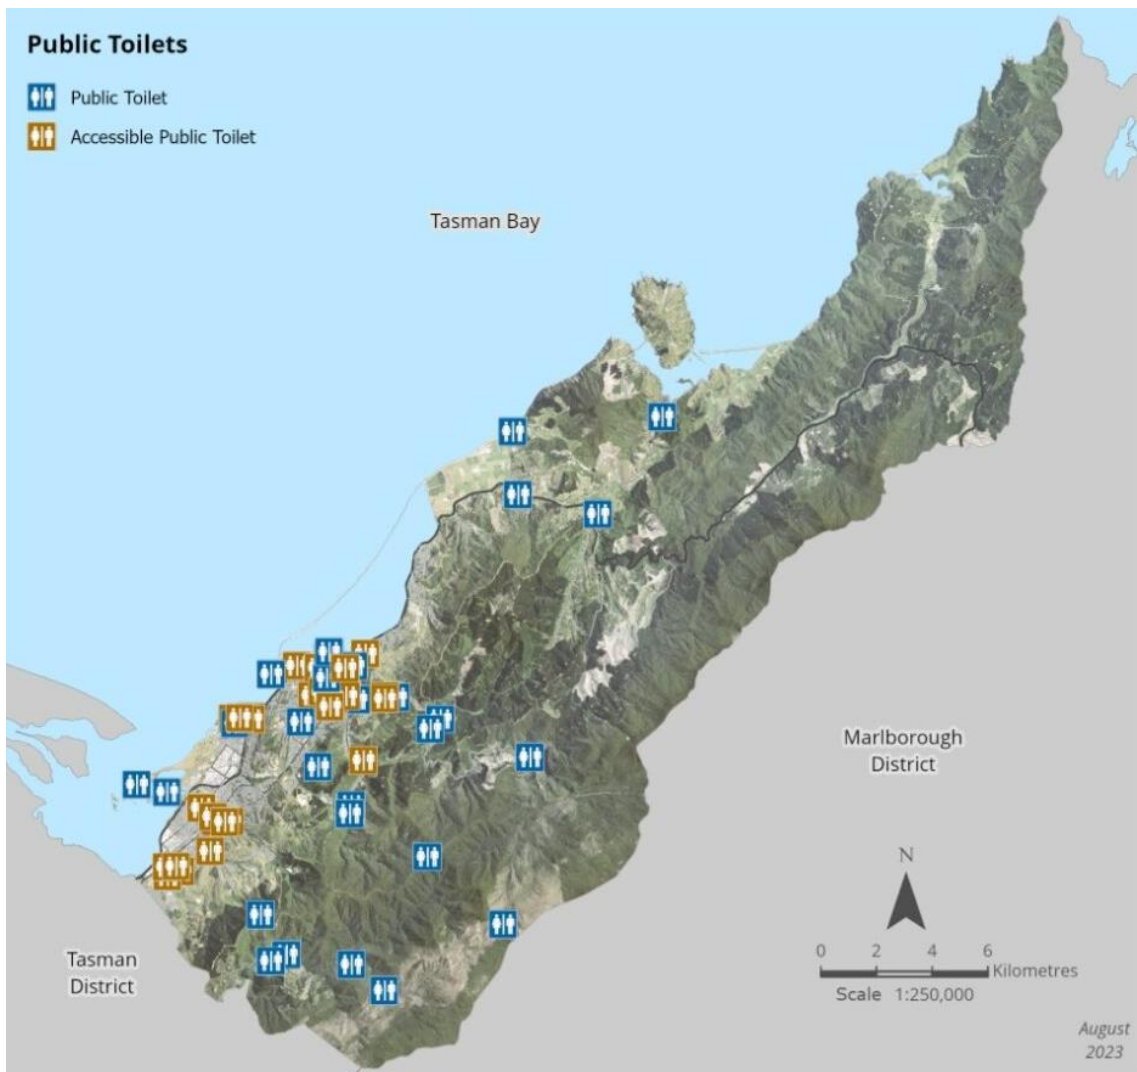 Public Toilets
Public Toilet
Accessible Public Toilet
Tasman Bay
Marlborough
District
Tasman
District
N
0 2 4 6
Kilometres
Scale 1:250,000
August
2023